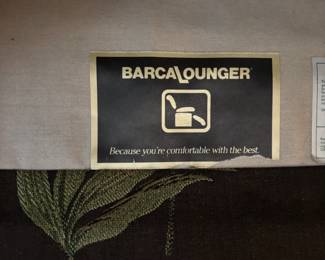 BARCALOUNGER
Because you're comfortable with the best.